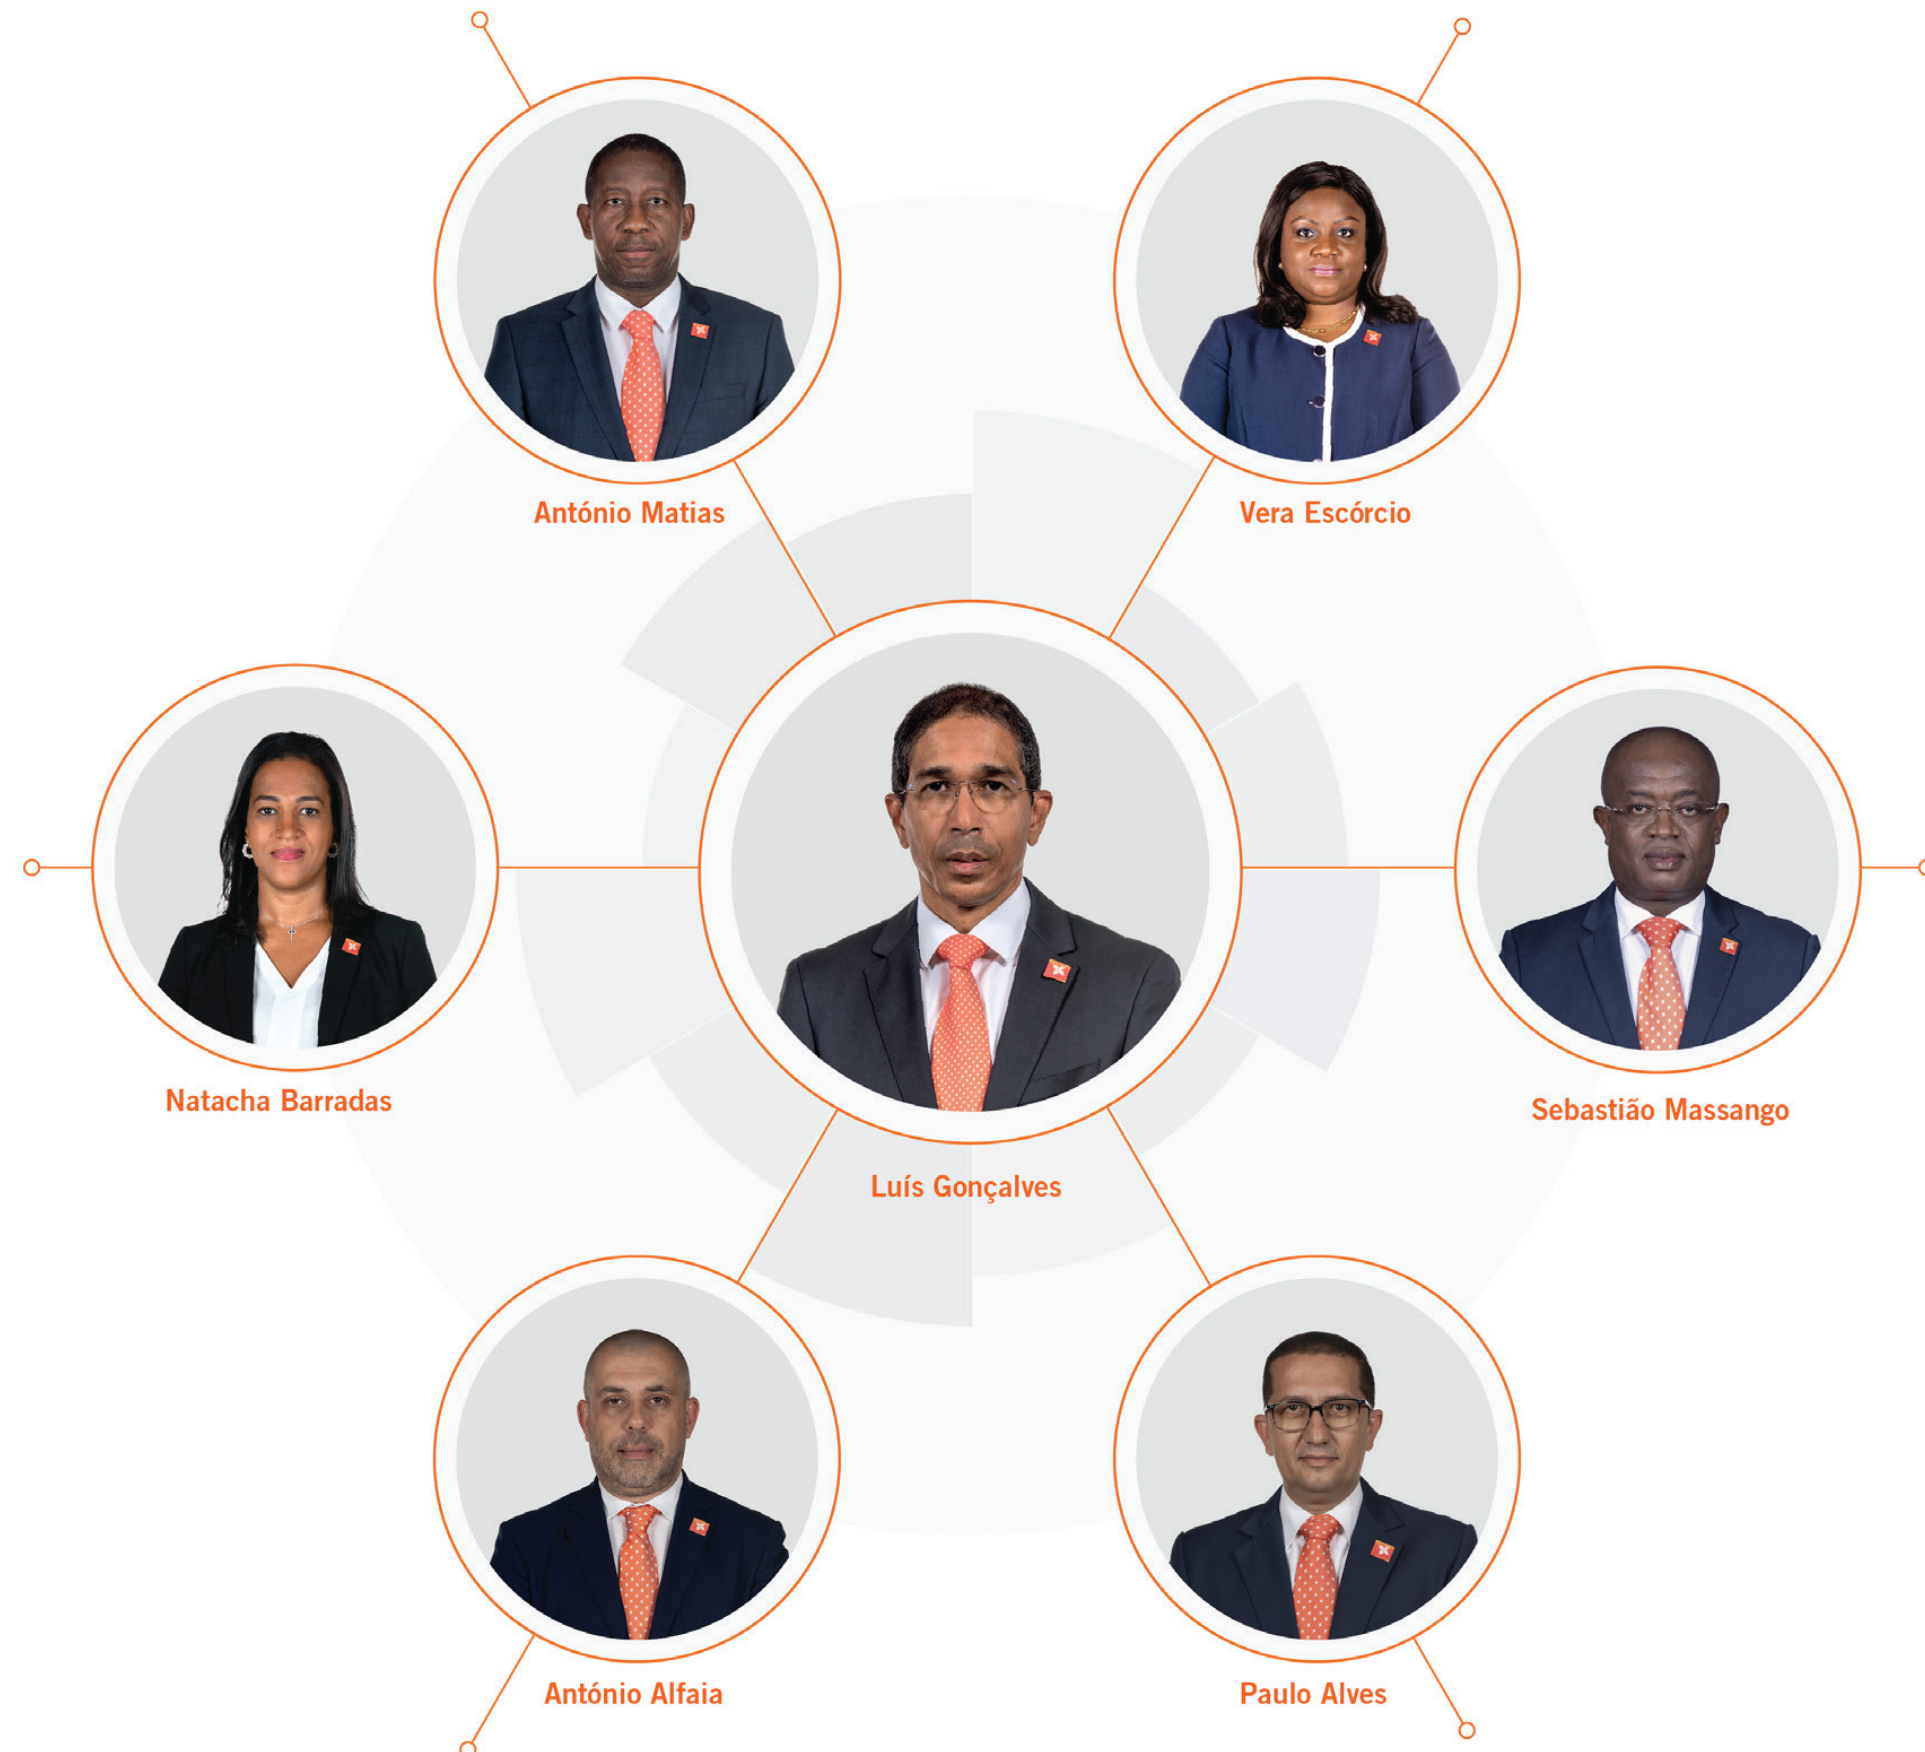 António Matias
Vera Escórcio
Natacha Barradas
Sebastião Massango
Luís Gonçalves
António Alfaia
Paulo Alves